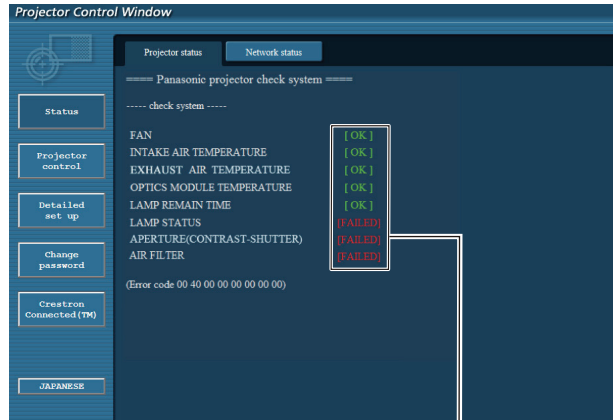 Projector Control Window
Projector status Network status
==== Panasonic projector check system ====
----- check system -----
FAN [ OK ]
INTAKE AIR TEMPERATURE [ OK ]
EXHAUST AIR TEMPERATURE [ OK ]
OPTICS MODULE TEMPERATURE [ OK ]
LAMP REMAIN TIME [ OK ]
LAMP STATUS [FAILED]
APERTURE(CONTRAST-SHUTTER) [FAILED]
AIR FILTER [FAILED]
(Error code 00 40 00 00 00 00 00 00)
Status
Projector
control
Detailed
set up
Change
password
Crestron
Connected(TM)
JAPANESE